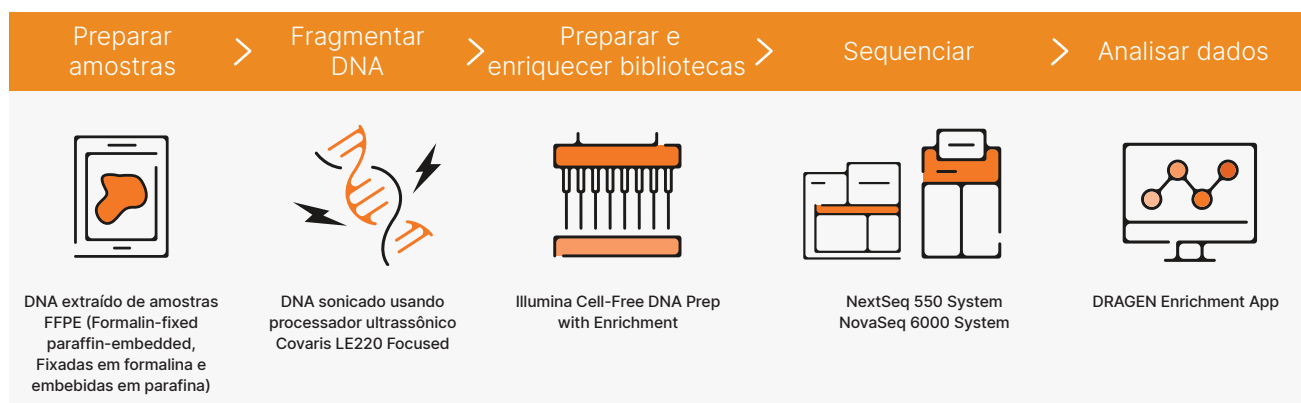 Preparar
amostras
Fragmentar
DNA
Preparar e
enriquecer bibliotecas
Sequenciar
Analisar dados
DNA extraído de amostras
FFPE (Formalin-fixed
paraffin-embedded,
Fixadas em formalina e
embebidas em parafina)
DNA sonicado usando
processador ultrassônico
Covaris LE220 Focused
Illumina Cell-Free DNA Prep
with Enrichment
NextSeq 550 System
NovaSeq 6000 System
DRAGEN Enrichment App